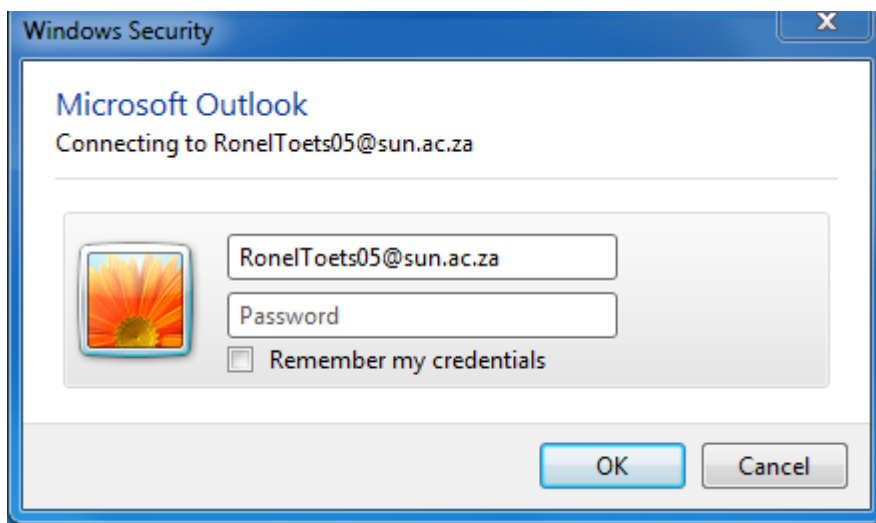 Windows Security
X
Microsoft Outlook
Connecting to RonelToets05@sun.ac.za
RonelToets05@sun.ac.za
Password
Remember my credentials
OK
Cancel